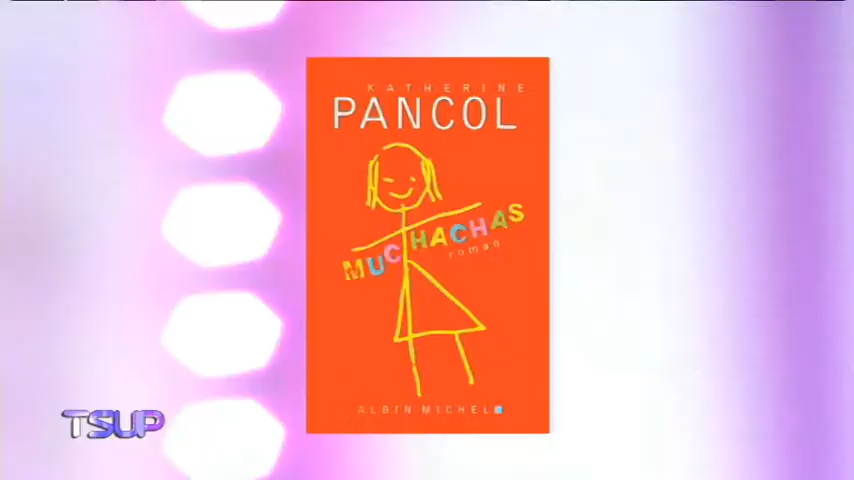 KATHERINE
PANCOL
MUCHACHAS
roman
ALBIN MICHEL
TSUP